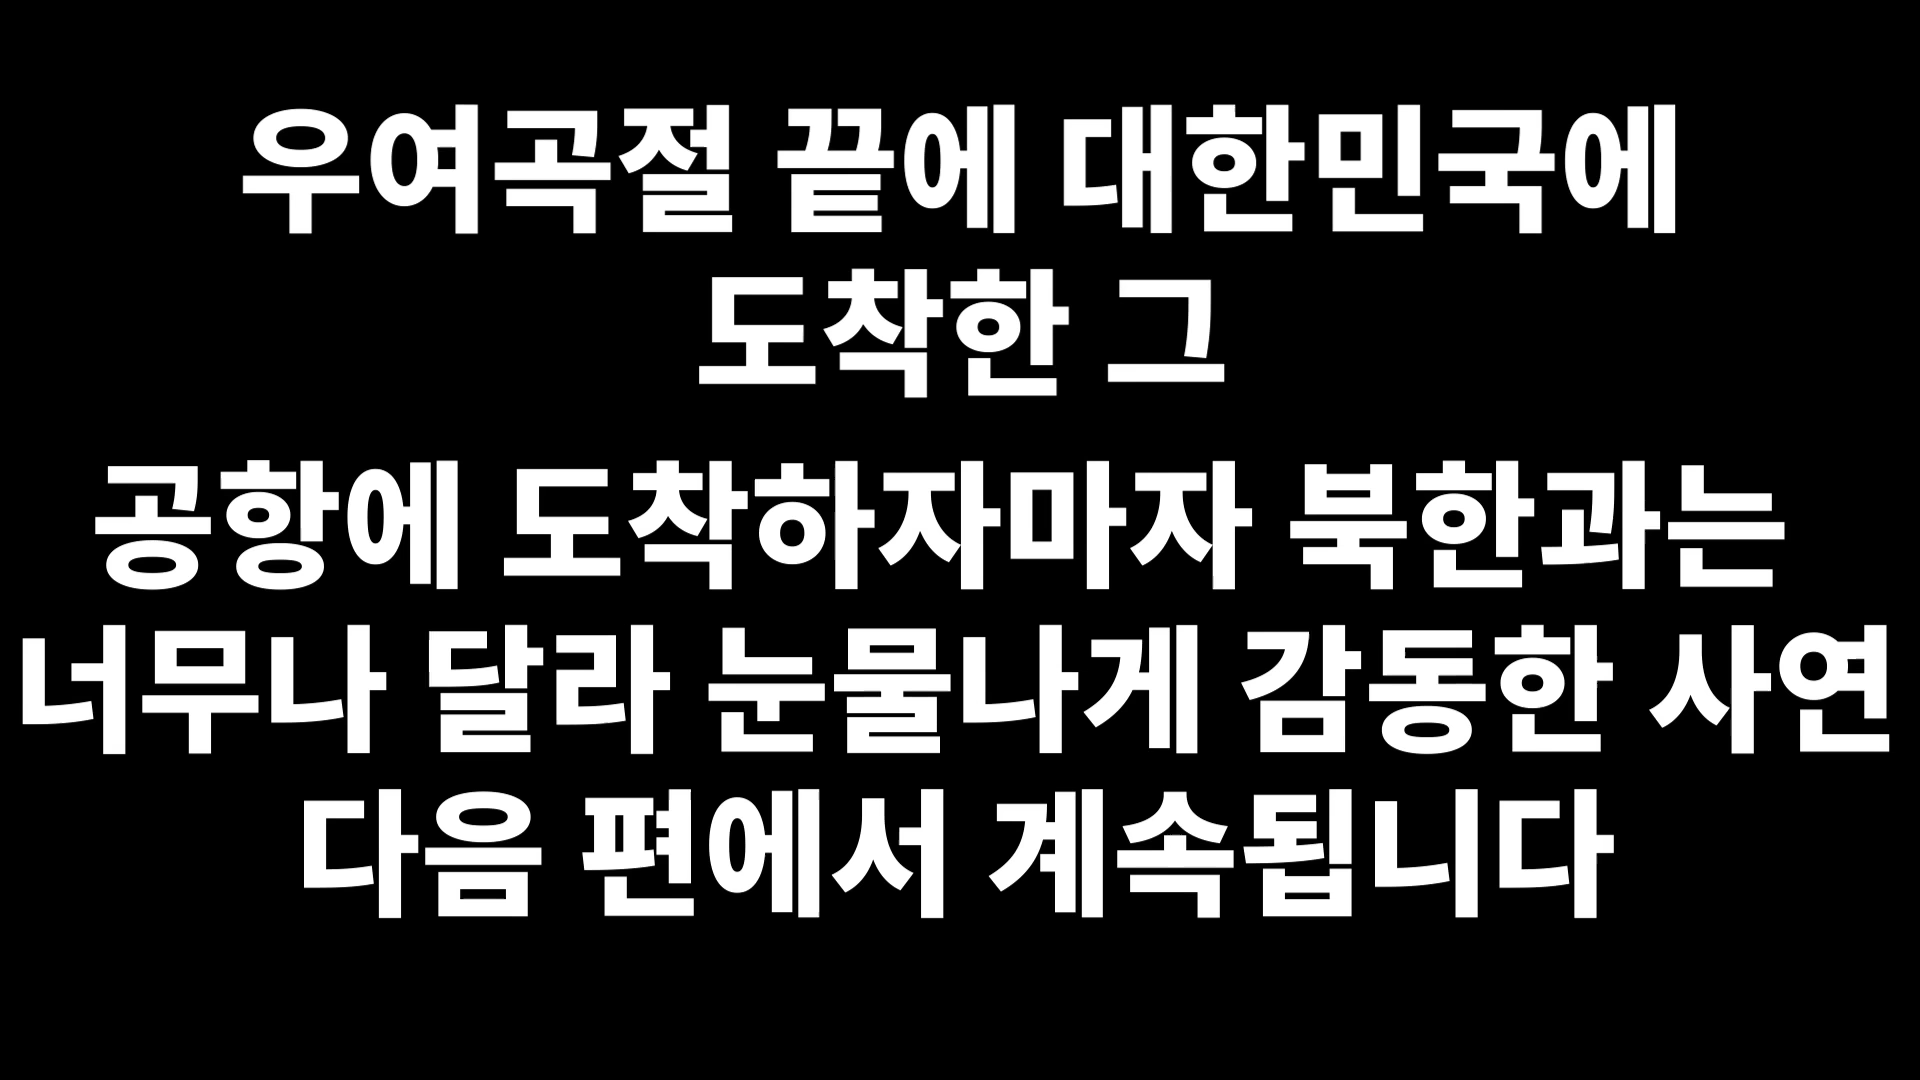 우여곡절 끝에 대한민국에
도착한 그
공항에 도착하자마자 북한과는
너무나 달라 눈물나게 감동한 사연
다음 편에서 계속됩니다